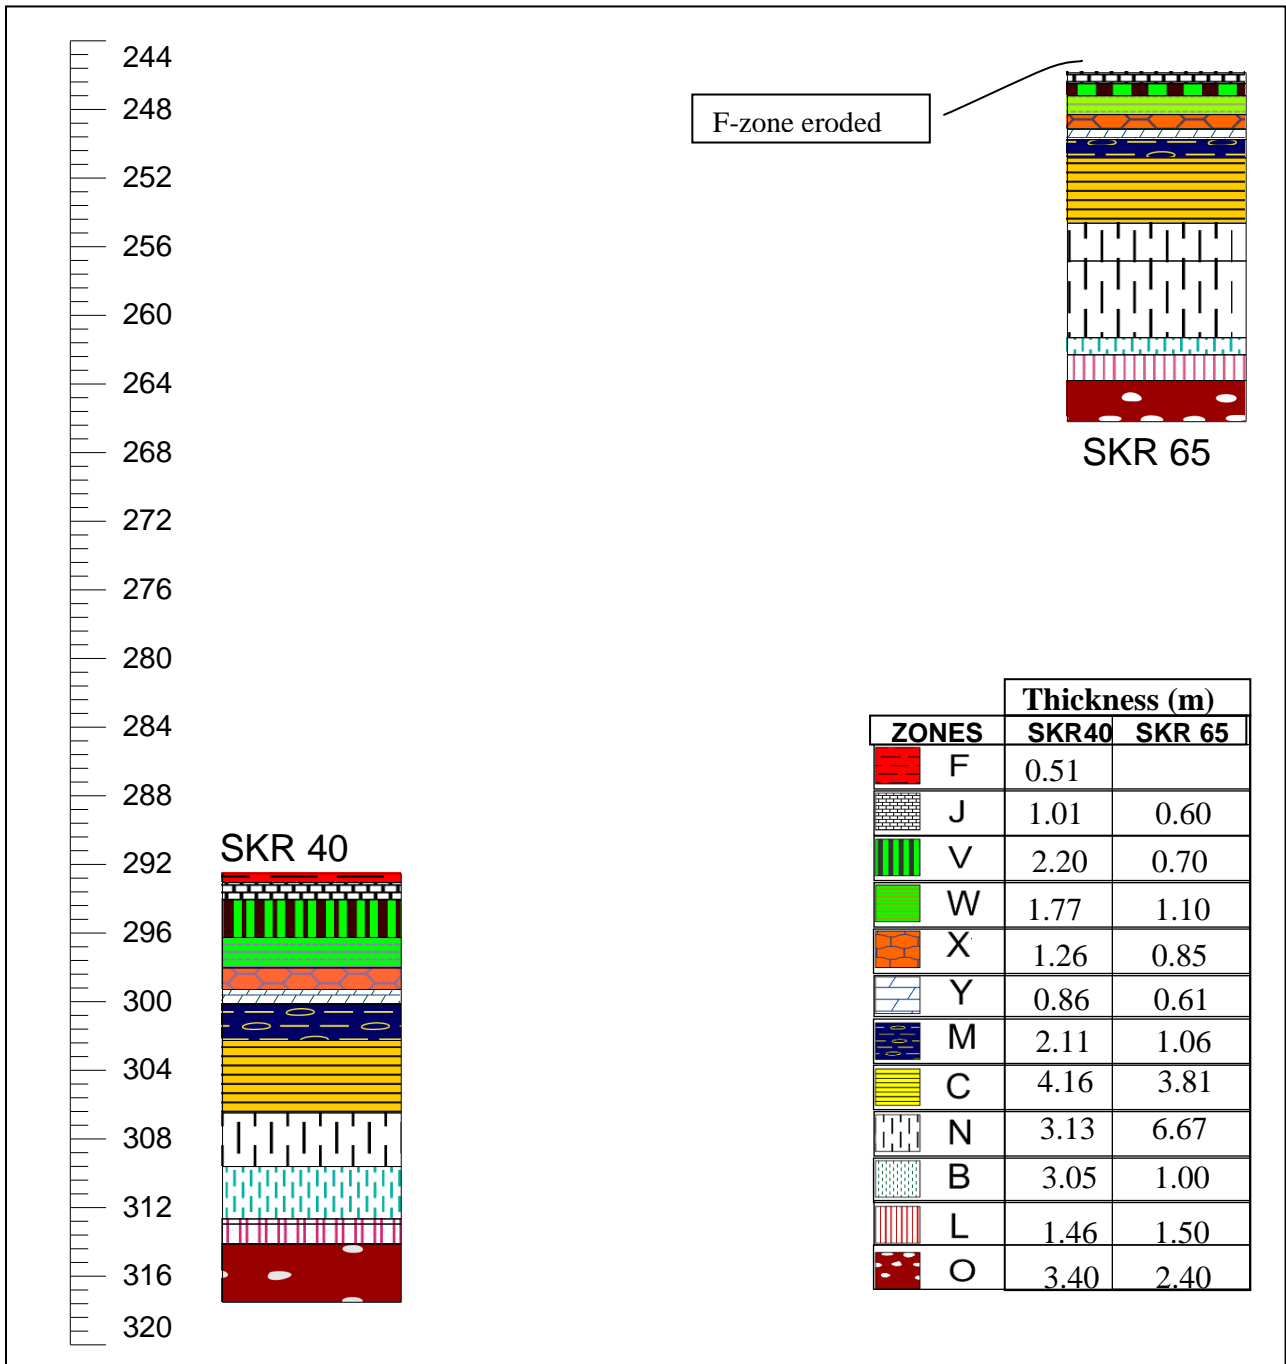 244
248
252
256
260
264
268
272
276
280
284
288
292
296
300
304
308
312
316
320
F-zone eroded
SKR 65
SKR 40
Thickness (m)
ZONES SKR40 SKR 65
F 0.51
J 1.01 0.60
V 2.20 0.70
W 1.77 1.10
X 1.26 0.85
Y 0.86 0.61
M 2.11 1.06
C 4.16 3.81
N 3.13 6.67
B 3.05 1.00
L 1.46 1.50
O 3.40 2.40